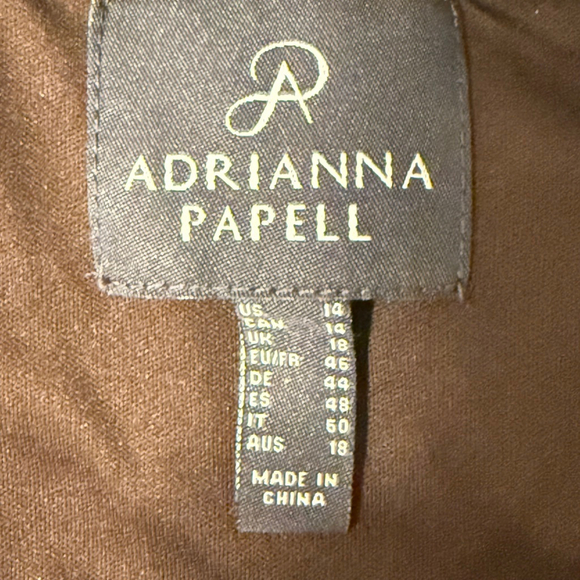 ADRIANNA
PAPELL
US 14
CAN 14
UK 18
EU/FR 46
DE 44
ES 48
IT 50
AUS 18
MADE IN
CHINA